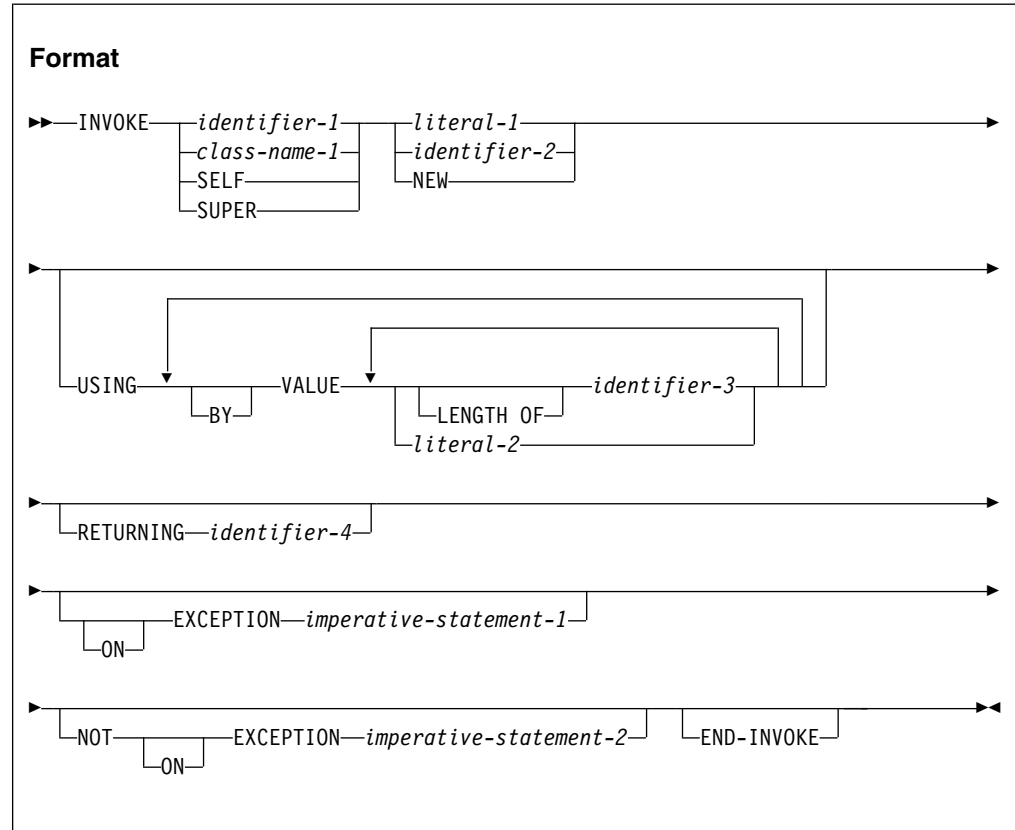 Format
INVOKE identifier-1 literal-1
class-name-1 identifier-2
SELF NEW
SUPER
USING VALUE identifier-3
BY LENGTH OF
literal-2
RETURNING identifier-4
EXCEPTION imperative-statement-1
ON
NOT EXCEPTION imperative-statement-2 END-INVOKE
ON